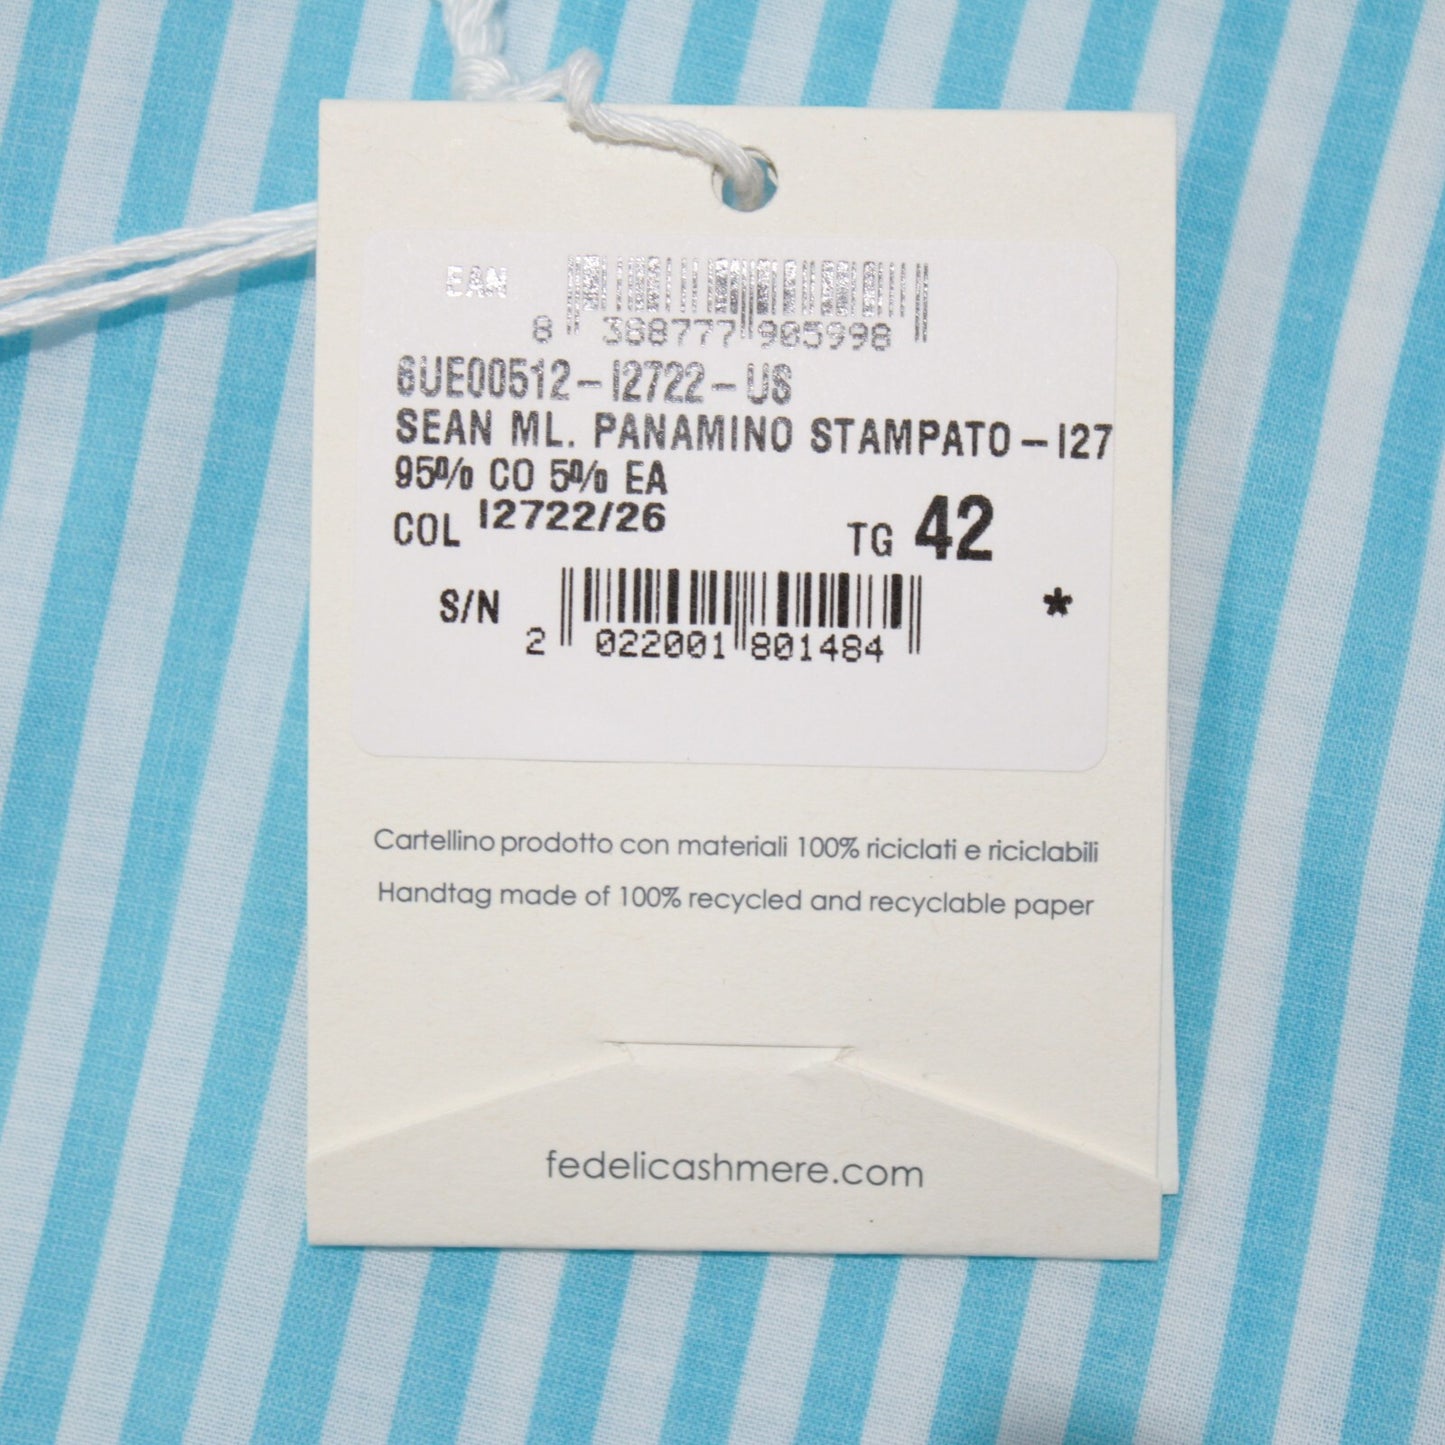 EAN
8 388777 905998
6UE00512-I2722-US
SEAN ML. PANAMINO STAMPATO-I27
95% CO 5% EA
COL I2722/26
TG 42
S/N
*
2 022001 801484
Cartellino prodotto con materiali 100% riciclati e riciclabili
Handtag made of 100% recycled and recyclable paper
fedelicashmere.com